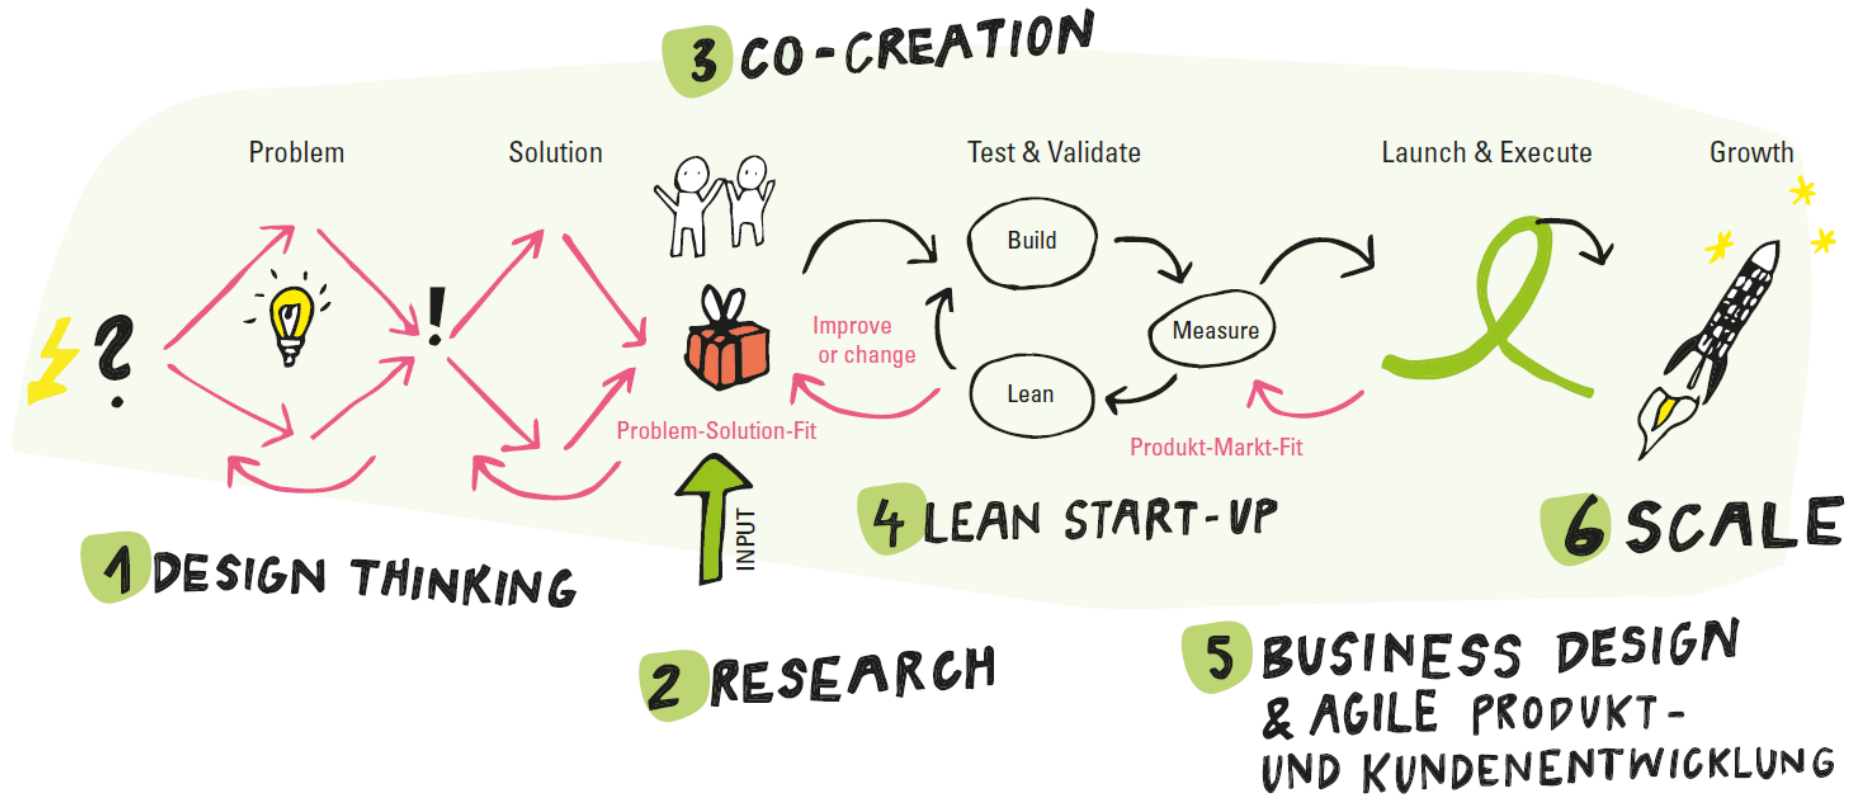 3 CO-CREATION
Problem
Solution
Test & Validate
Launch & Execute
Growth
?
!
Build
Measure
Lean
Improve
or change
Problem-Solution-Fit
Produkt-Markt-Fit
INPUT
1 DESIGN THINKING
4 LEAN START-UP
6 SCALE
2 RESEARCH
5 BUSINESS DESIGN
& AGILE PRODUKT-
UND KUNDENENTWICKLUNG